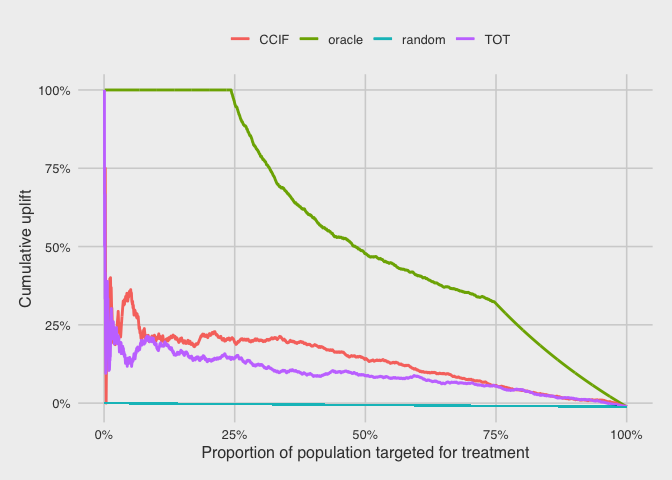 CCIF oracle random TOT
100%
75%
50%
25%
0%
Cumulative uplift
0% 25% 50% 75% 100%
Proportion of population targeted for treatment